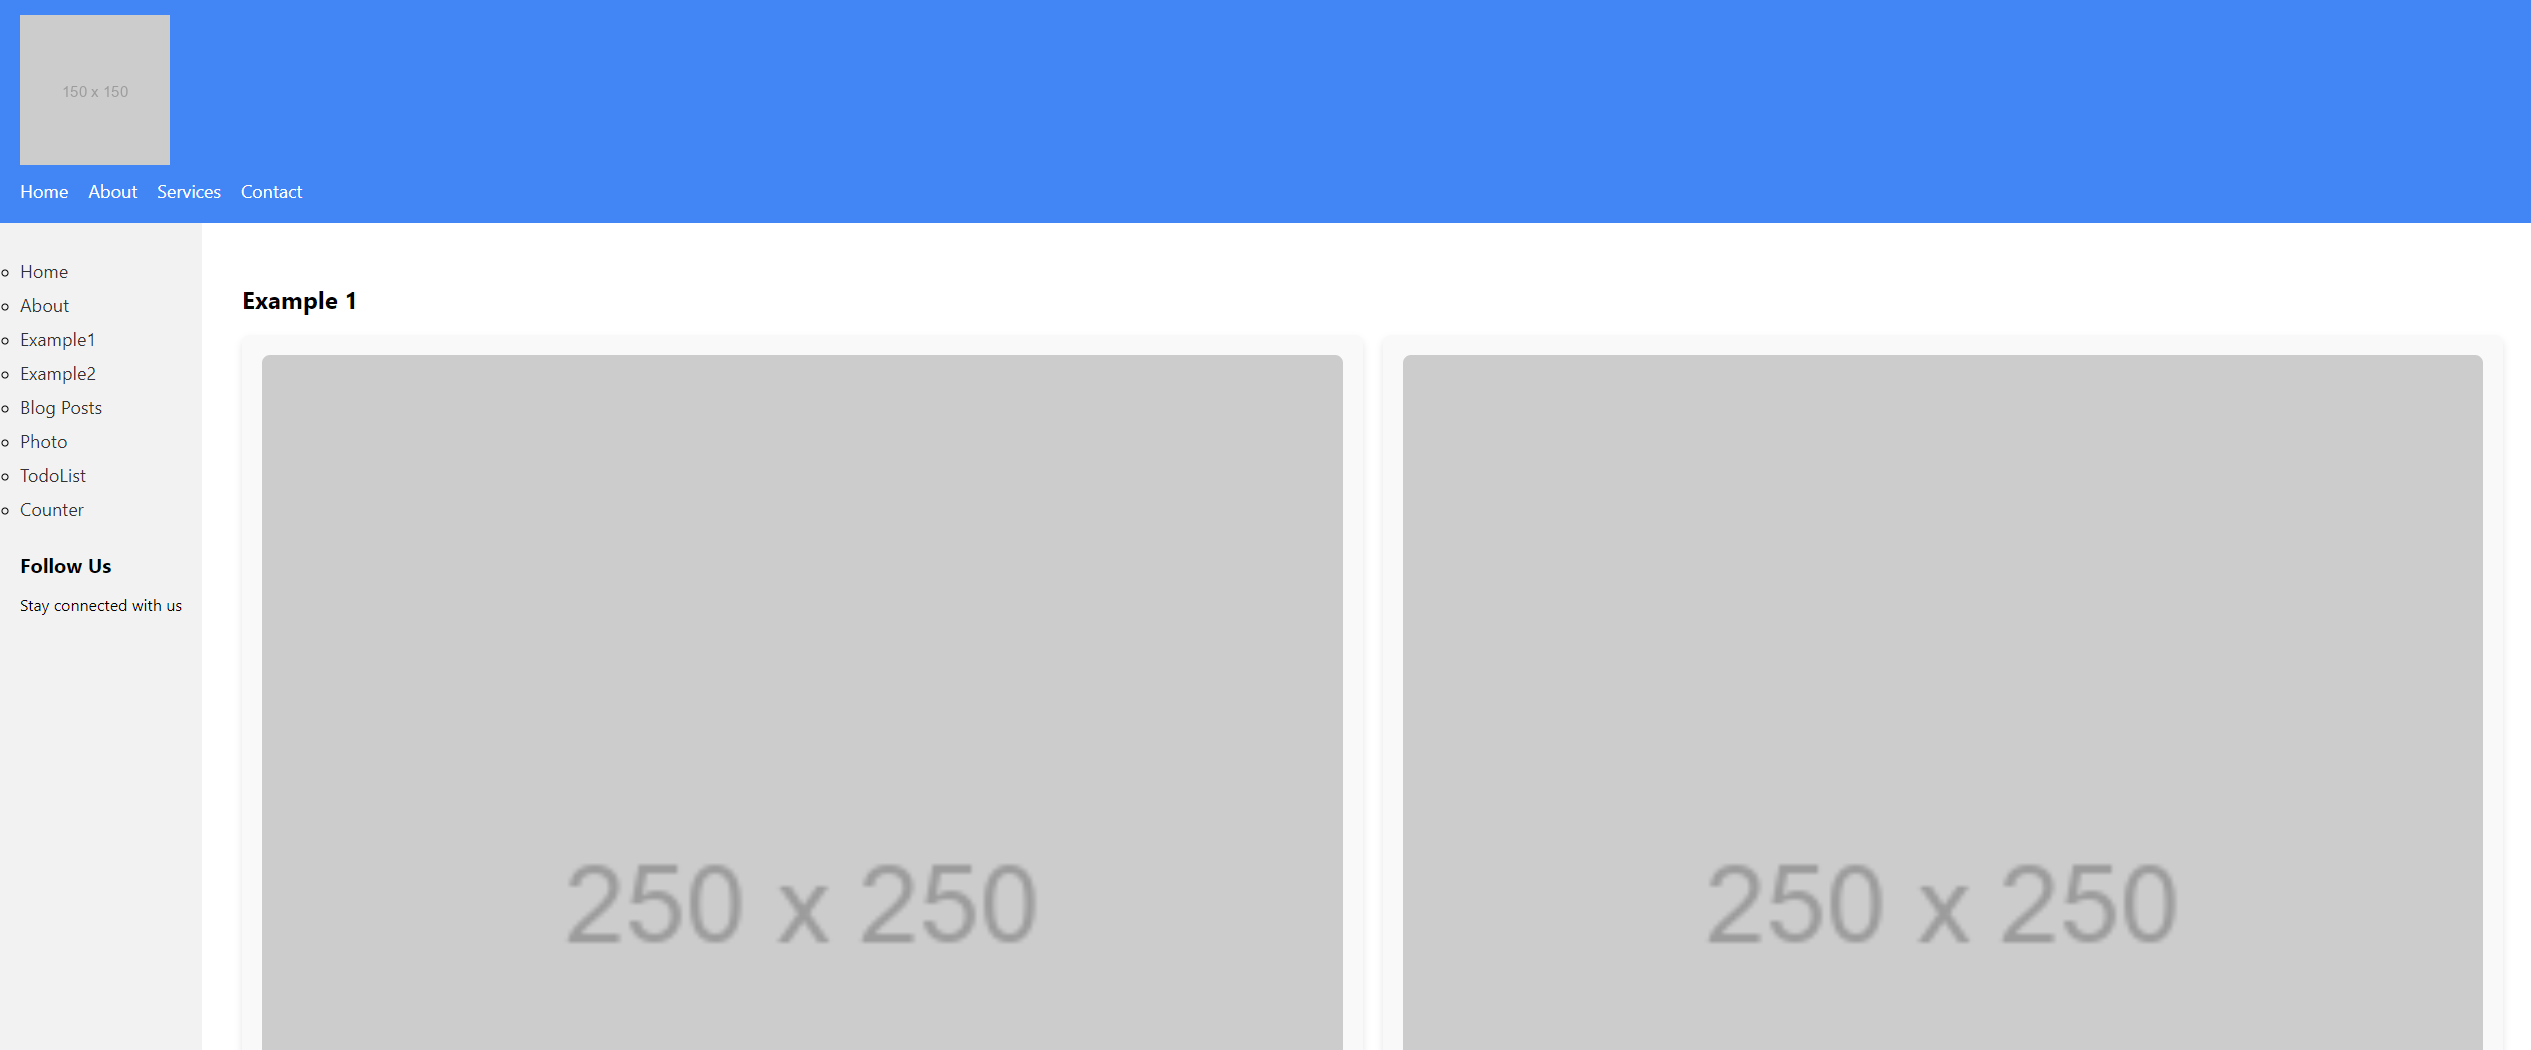 150 x 150
Home About Services Contact
Home
About
Example1
Example2
Blog Posts
Photo
TodoList
Counter
Follow Us
Stay connected with us
Example 1
250 x 250
250 x 250